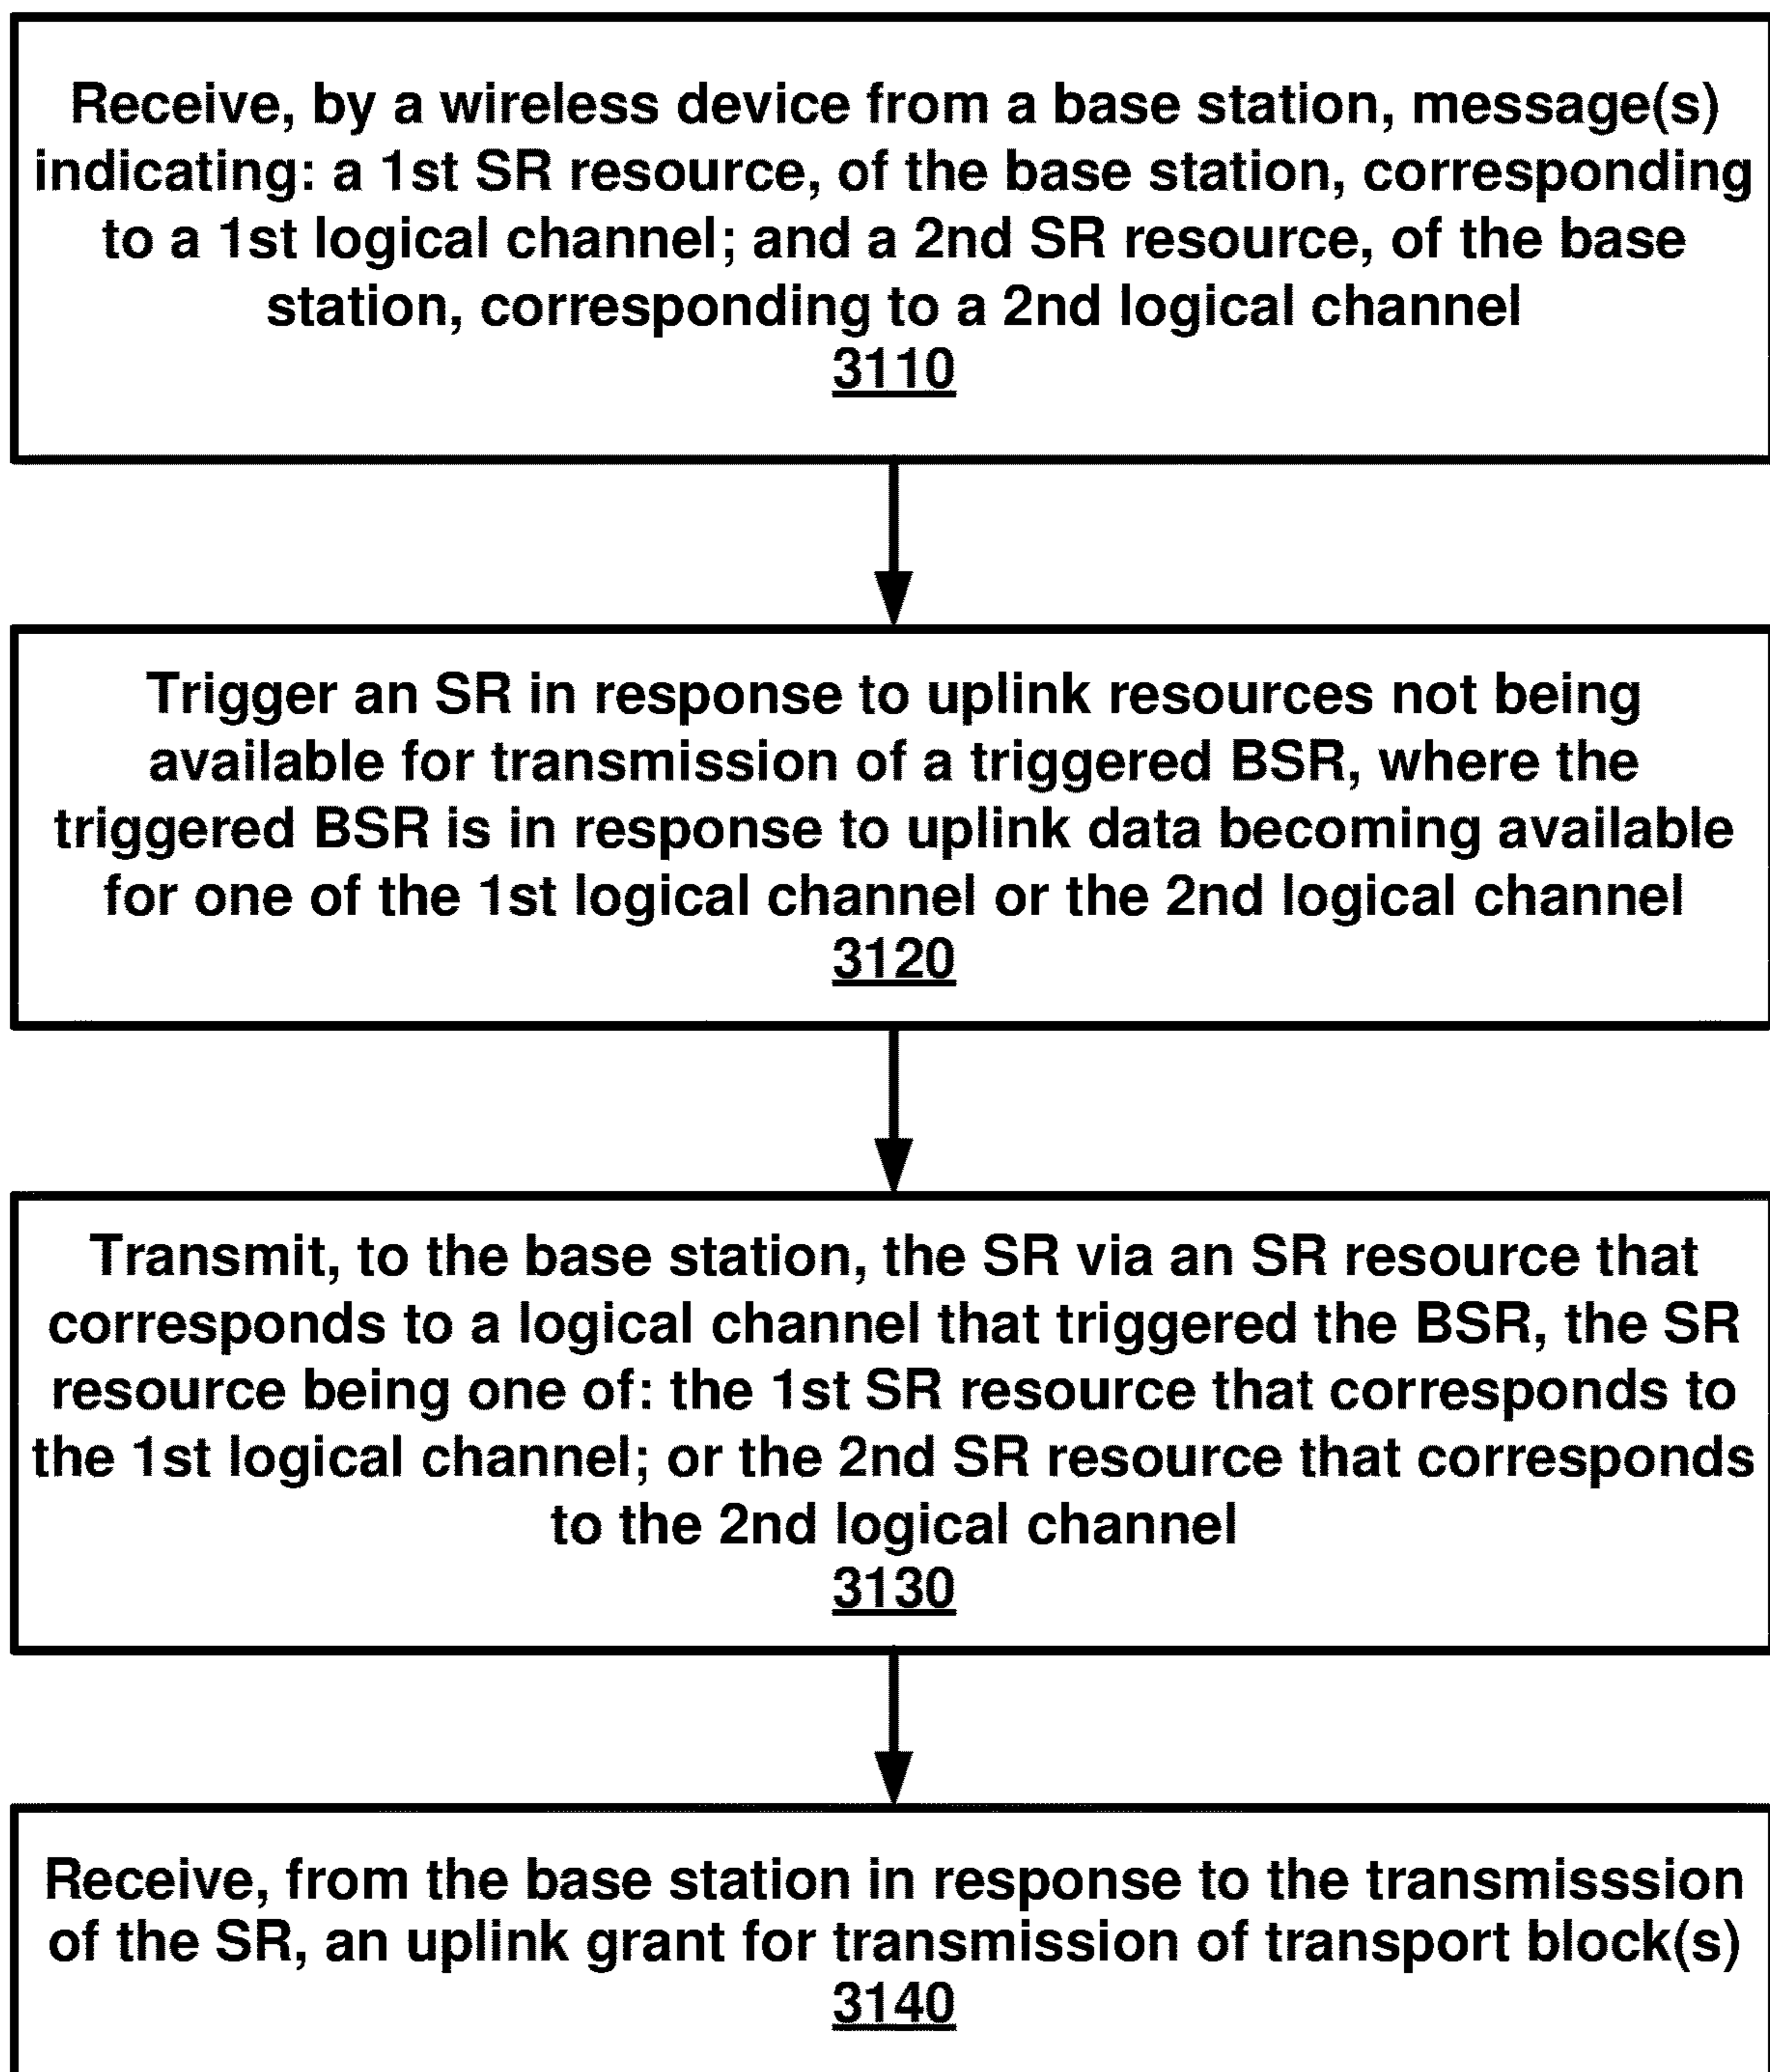 Receive, by a wireless device from a base station, message(s)
indicating: a 1st SR resource, of the base station, corresponding
to a 1st logical channel; and a 2nd SR resource, of the base
station, corresponding to a 2nd logical channel
3110
Trigger an SR in response to uplink resources not being
available for transmission of a triggered BSR, where the
triggered BSR is in response to uplink data becoming available
for one of the 1st logical channel or the 2nd logical channel
3120
Transmit, to the base station, the SR via an SR resource that
corresponds to a logical channel that triggered the BSR, the SR
resource being one of: the 1st SR resource that corresponds to
the 1st logical channel; or the 2nd SR resource that corresponds
to the 2nd logical channel
3130
Receive, from the base station in response to the transmisssion
of the SR, an uplink grant for transmission of transport block(s)
3140